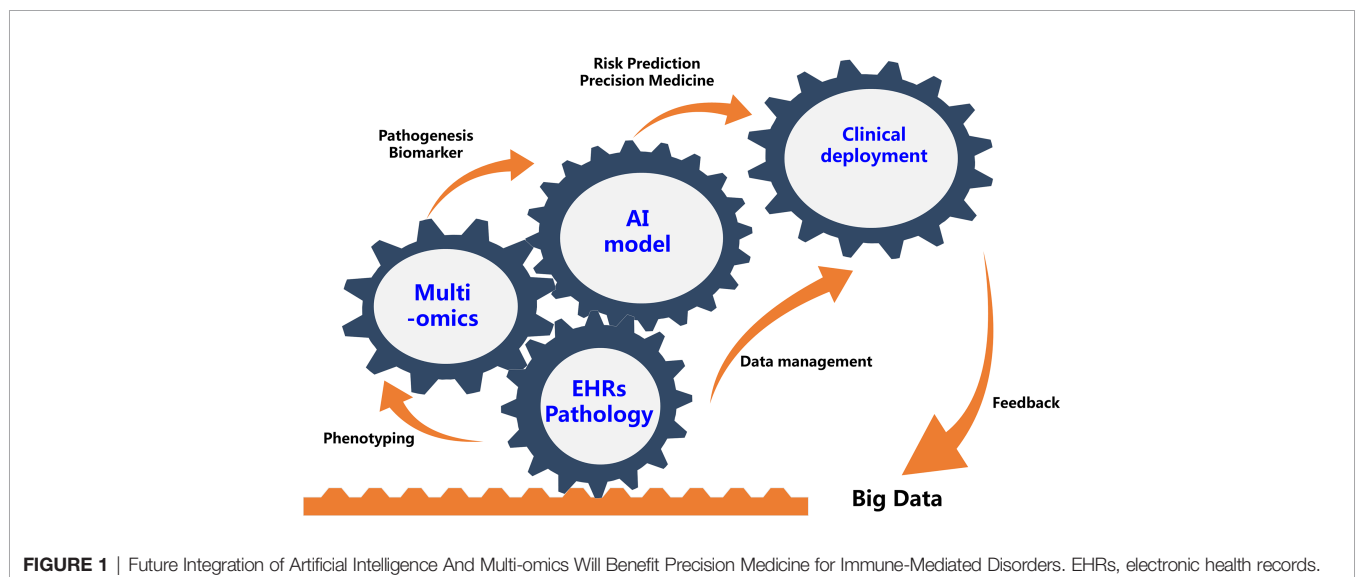 Risk Prediction
Precision Medicine
Clinical
deployment
Pathogenesis
Biomarker
AI
model
Multi
-omics
Data management
EHRs
Pathology
Feedback
Phenotyping
Big Data
FIGURE 1 | Future Integration of Artificial Intelligence And Multi-omics Will Benefit Precision Medicine for Immune-Mediated Disorders. EHRs, electronic health records.